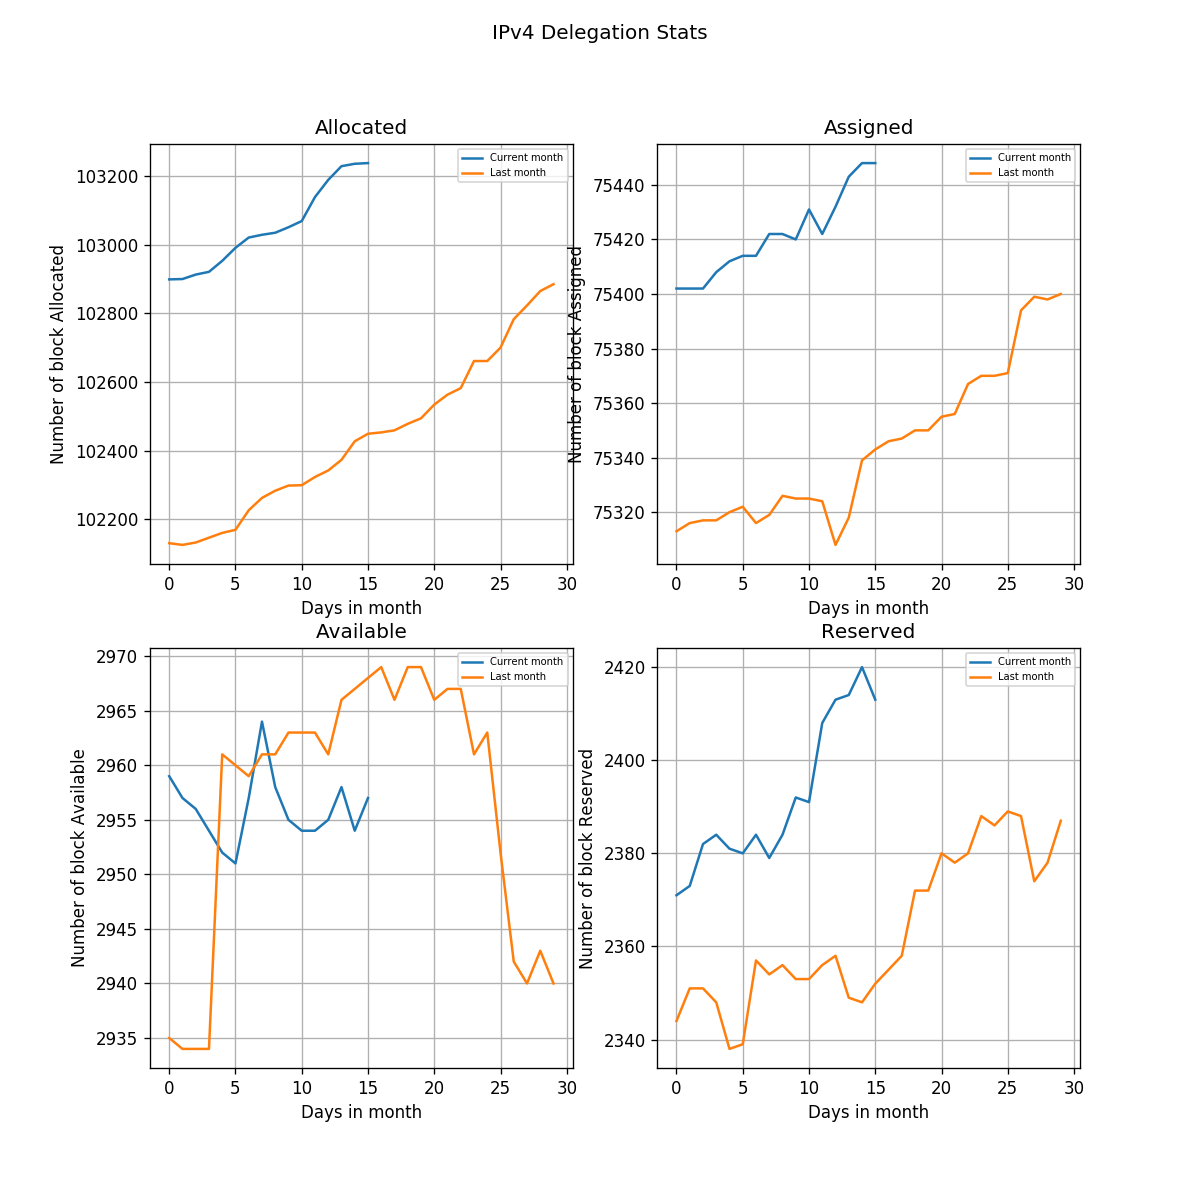 IPv4 Delegation Stats
Allocated
Number of block Allocated
103200
103000
102800
102600
102400
102200
Current month
Last month
0 5 10 15 20 25 30
Days in month
Assigned
Number of block Assigned
75440
75420
75400
75380
75360
75340
75320
Current month
Last month
0 5 10 15 20 25 30
Days in month
Available
Number of block Available
2970
2965
2960
2955
2950
2945
2940
2935
Current month
Last month
0 5 10 15 20 25 30
Days in month
Reserved
Number of block Reserved
2420
2400
2380
2360
2340
Current month
Last month
0 5 10 15 20 25 30
Days in month